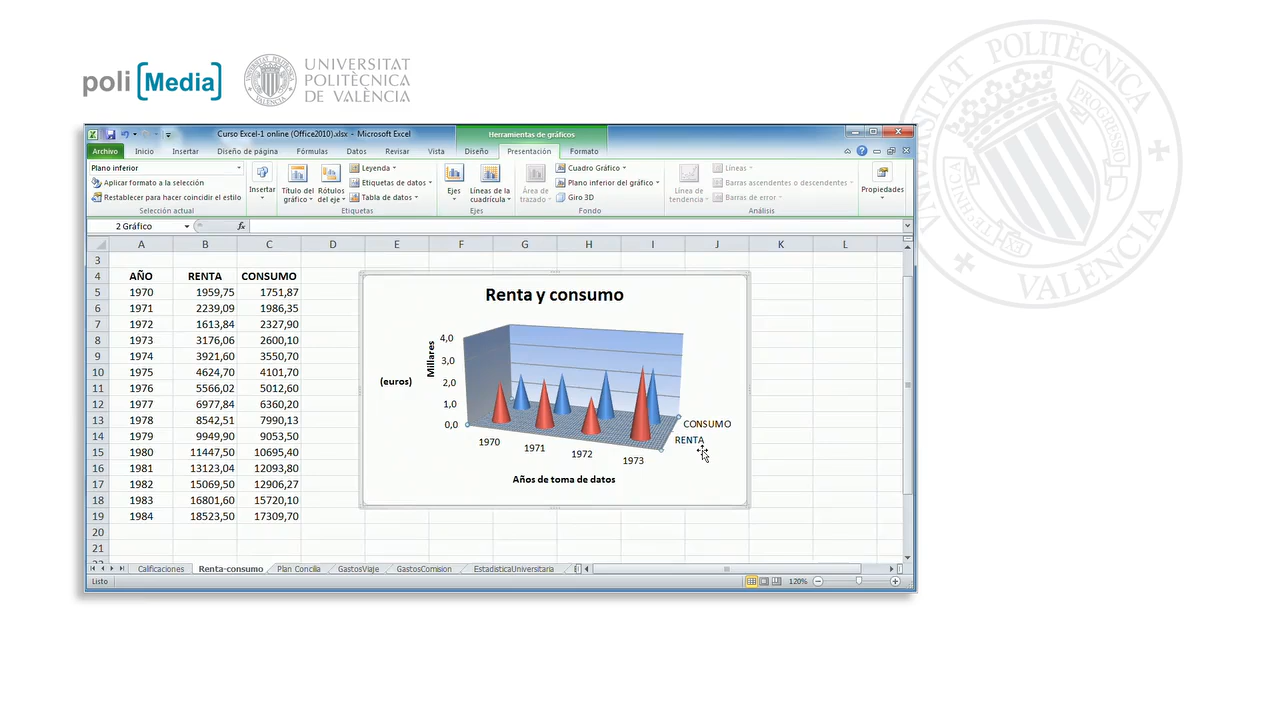 poli [Media]
UNIVERSITAT
POLITÈCNICA
DE VALÈNCIA
UNIVERSITAT POLITÈCNICA
DE VALÈNCIA
Curso Excel-1 online (Office2010).xlsx - Microsoft Excel
Herramientas de gráficos
Archivo Inicio Insertar Diseño de página Fórmulas Datos Revisar Vista Diseño Presentación Formato
Plano inferior
Aplicar formato a la selección
Restablecer para hacer coincidir el estilo
Selección actual
Insertar
Título del gráfico
Rótulos del eje
Leyenda
Etiquetas de datos
Tabla de datos
Etiquetas
Ejes
Líneas de la cuadrícula
Ejes
Área de trazado
Cuadro Gráfico
Plano inferior del gráfico
Giro 3D
Fondo
Línea de tendencia
Líneas
Barras ascendentes o descendentes
Barras de error
Análisis
Propiedades
2 Gráfico fx
A B C D E F G H I J K L
3
4 AÑO RENTA CONSUMO
5 1970 1959,75 1751,87
6 1971 2239,09 1986,35
7 1972 1613,84 2327,90
8 1973 3176,06 2600,10
9 1974 3921,60 3550,70
10 1975 4624,70 4101,70
11 1976 5566,02 5012,60
12 1977 6977,84 6360,20
13 1978 8542,51 7990,13
14 1979 9949,90 9053,50
15 1980 11447,50 10695,40
16 1981 13123,04 12093,80
17 1982 15069,50 12906,27
18 1983 16801,60 15720,10
19 1984 18523,50 17309,70
20
21
Renta y consumo
(euros)
Millares
4,0
3,0
2,0
1,0
0,0
1970
1971
1972
1973
CONSUMO
RENTA
Años de toma de datos
Calificaciones Renta-consumo Plan Concilia GastosViaje GastosComision EstadisticaUniversitaria
Listo
120%